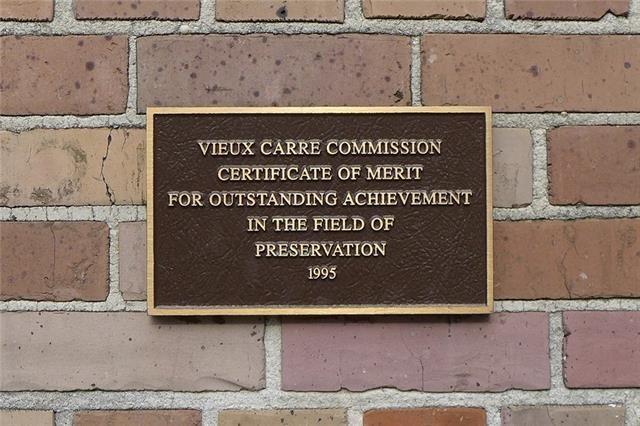 VIEUX CARRE COMMISSION
CERTIFICATE OF MERIT
FOR OUTSTANDING ACHIEVEMENT
IN THE FIELD OF
PRESERVATION
1995